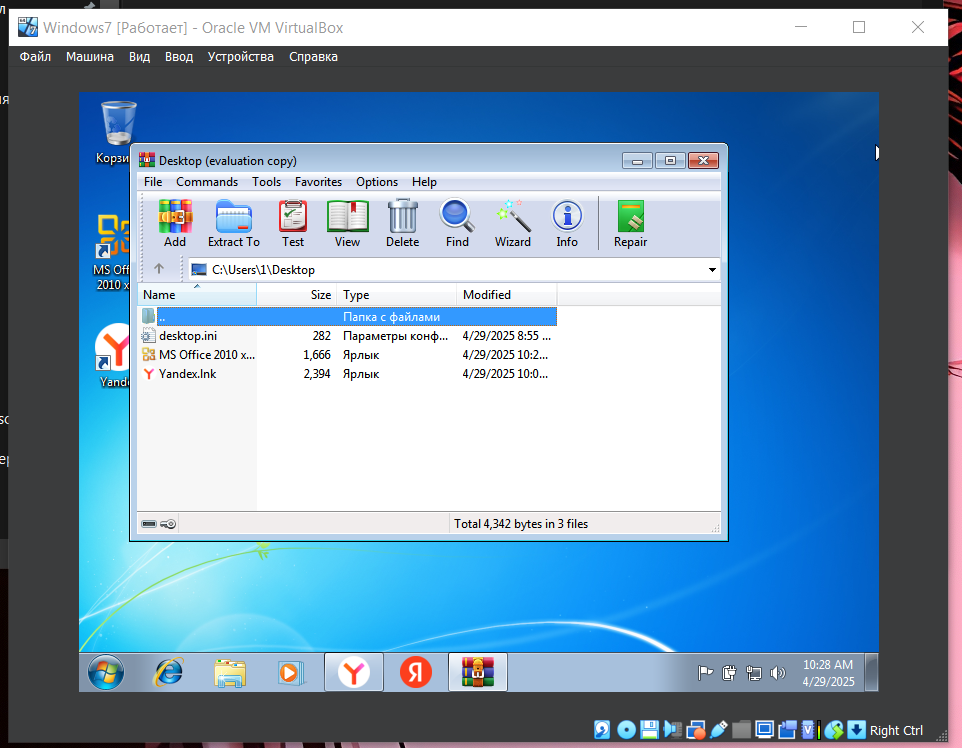 Windows7 [Работает] - Oracle VM VirtualBox
Файл Машина Вид Ввод Устройства Справка
Desktop (evaluation copy)
File Commands Tools Favorites Options Help
Add Extract To Test View Delete Find Wizard Info Repair
C:\Users\1\Desktop
Name Size Type Modified
.. Папка с файлами
desktop.ini 282 Параметры конф... 4/29/2025 8:55 ...
MS Office 2010 x... 1,666 Ярлык 4/29/2025 10:2...
Yandex.lnk 2,394 Ярлык 4/29/2025 10:0...
Total 4,342 bytes in 3 files
Корзи
MS Off
2010 x
Yand
10:28 AM
4/29/2025
Right Ctrl